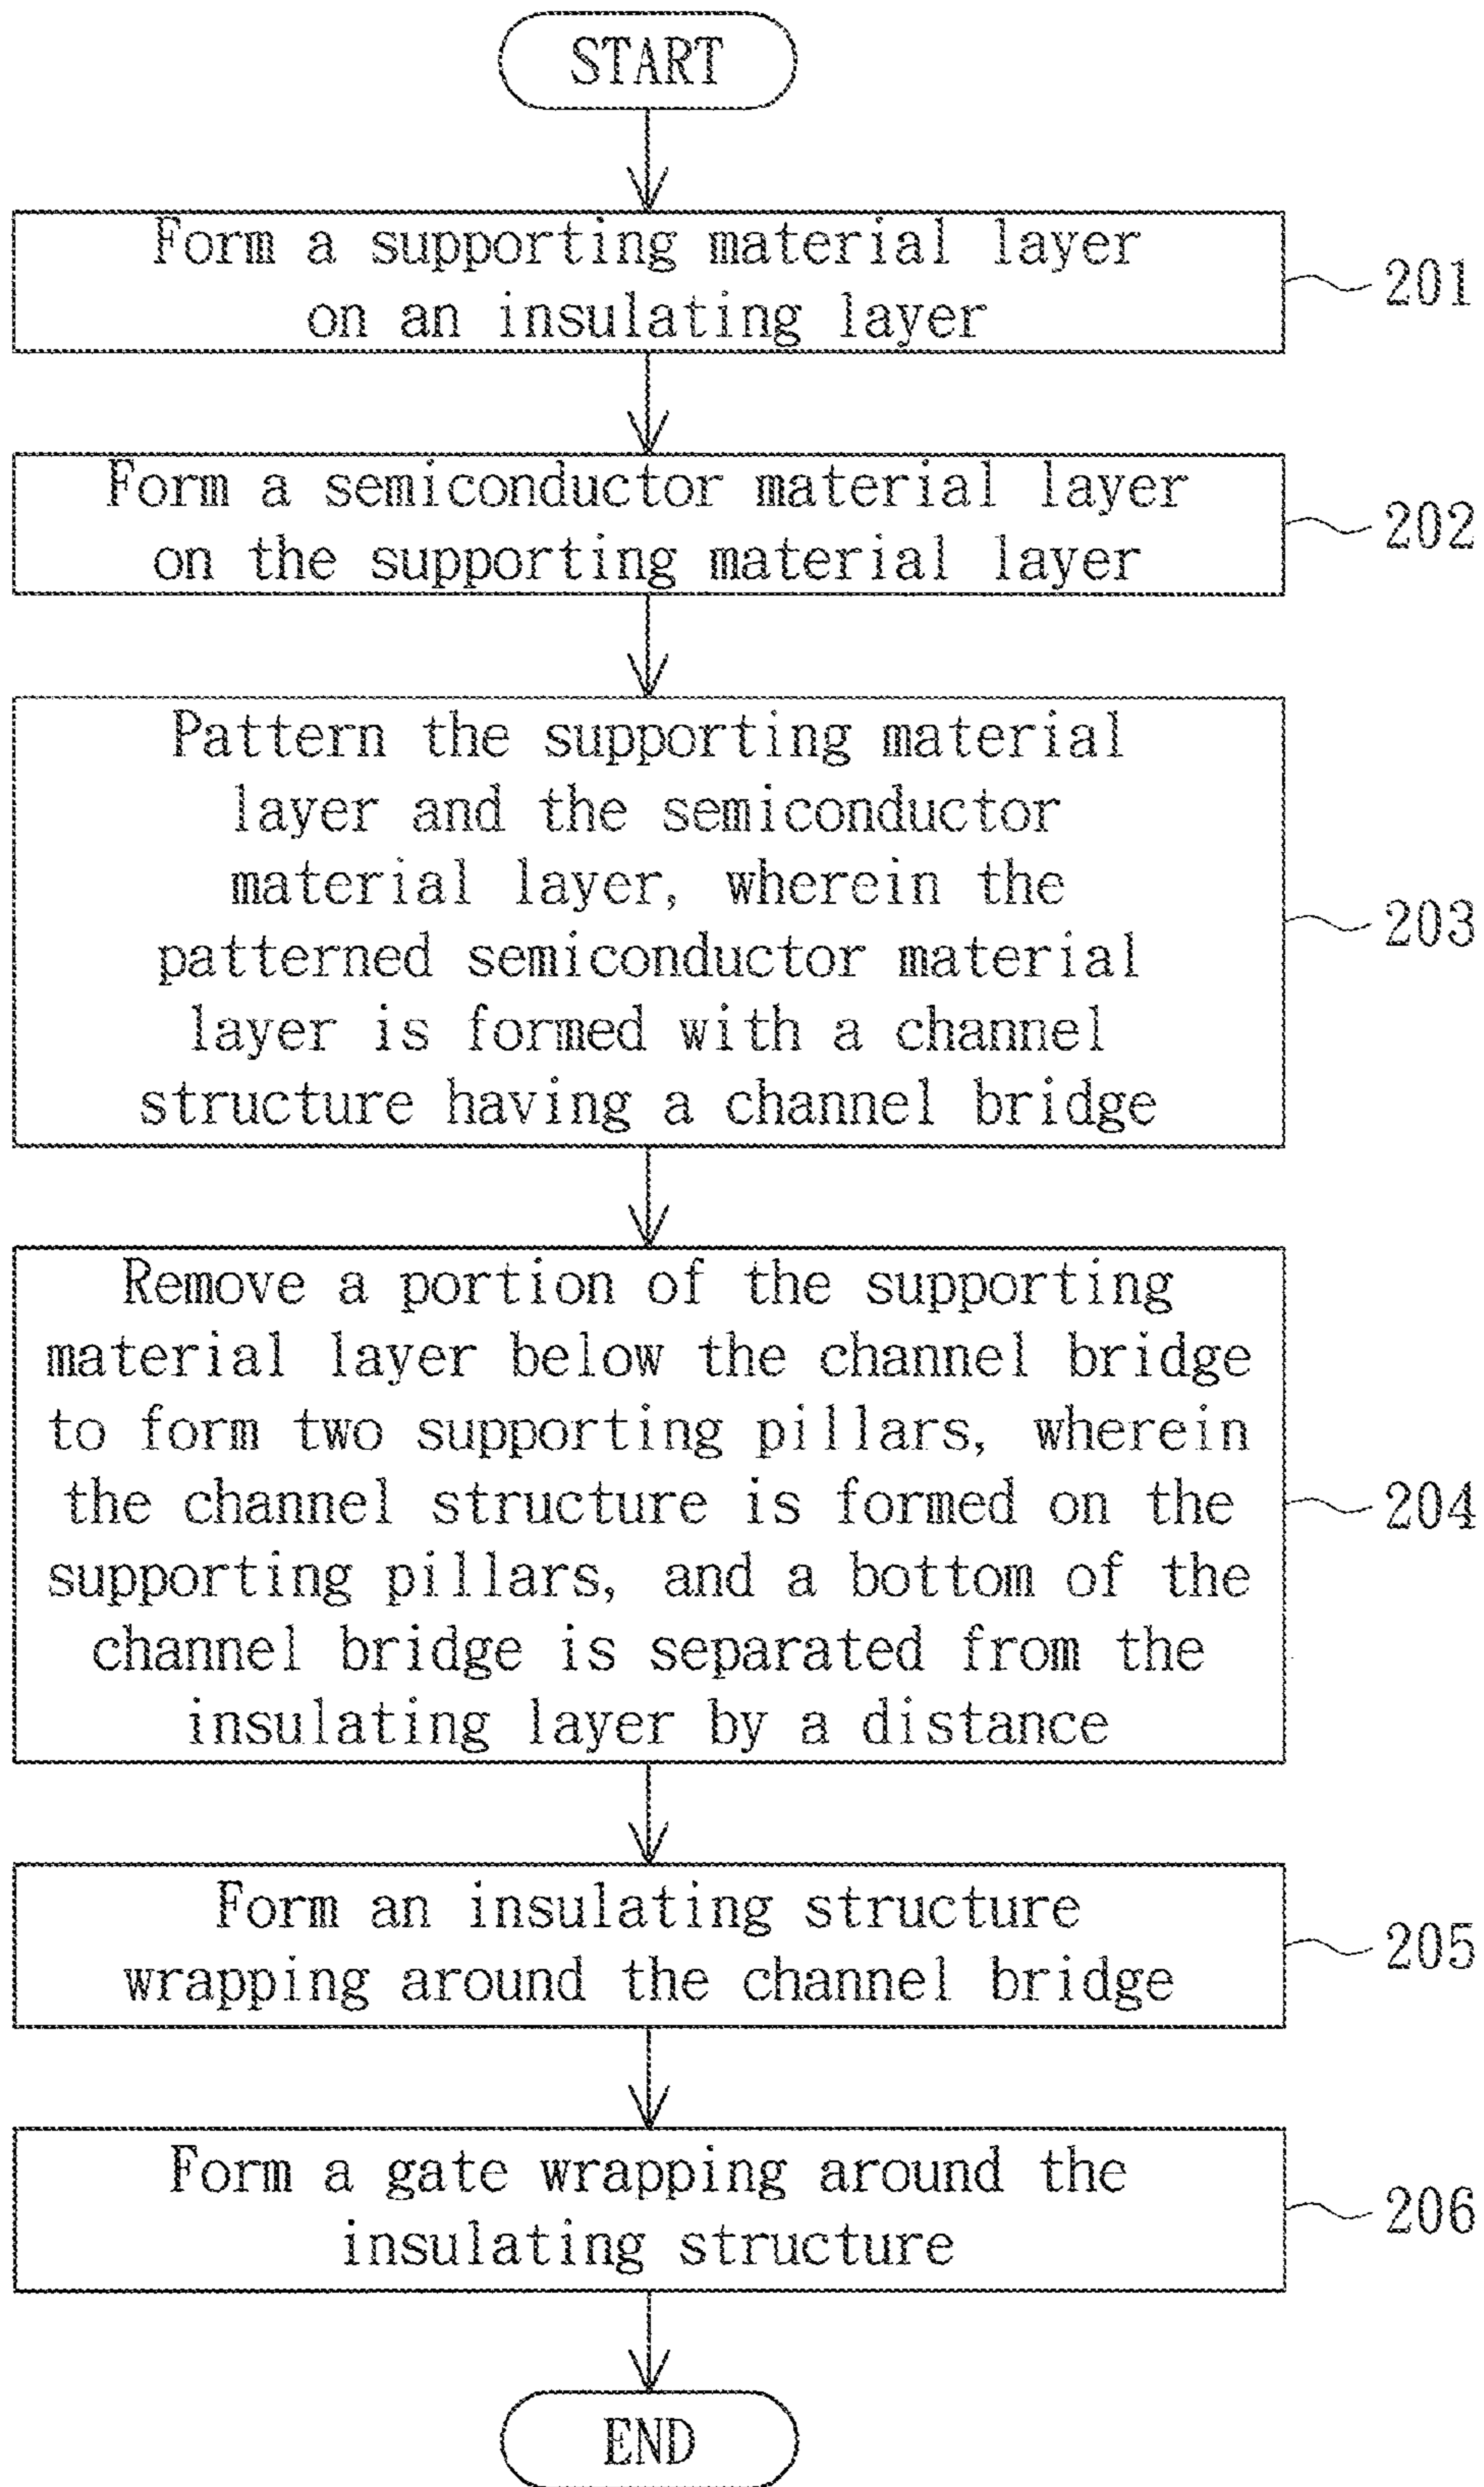 START
Form a supporting material layer
on an insulating layer
201
Form a semiconductor material layer
on the supporting material layer
202
Pattern the supporting material
layer and the semiconductor
material layer, wherein the
patterned semiconductor material
layer is formed with a channel
structure having a channel bridge
203
Remove a portion of the supporting
material layer below the channel bridge
to form two supporting pillars, wherein
the channel structure is formed on the
supporting pillars, and a bottom of the
channel bridge is separated from the
insulating layer by a distance
204
Form an insulating structure
wrapping around the channel bridge
205
Form a gate wrapping around the
insulating structure
206
END